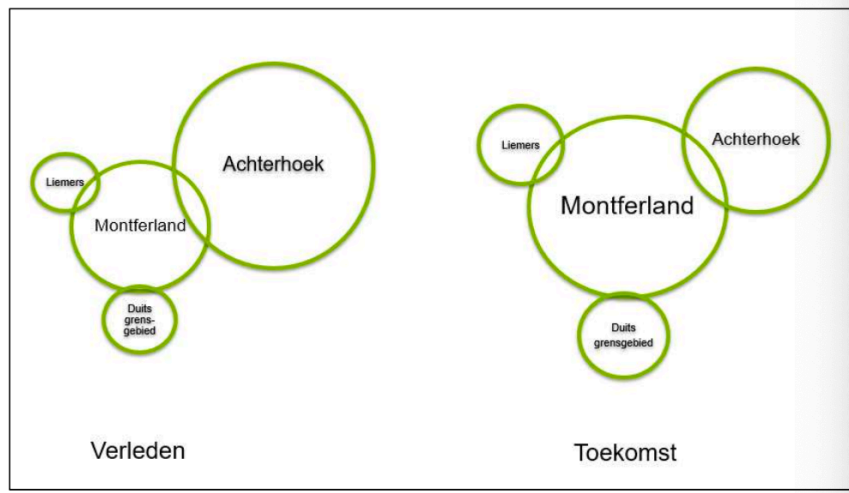 Achterhoek
Liemers
Montferland
Duits
grens-
gebied
Verleden
Liemers
Achterhoek
Montferland
Duits
grensgebied
Toekomst